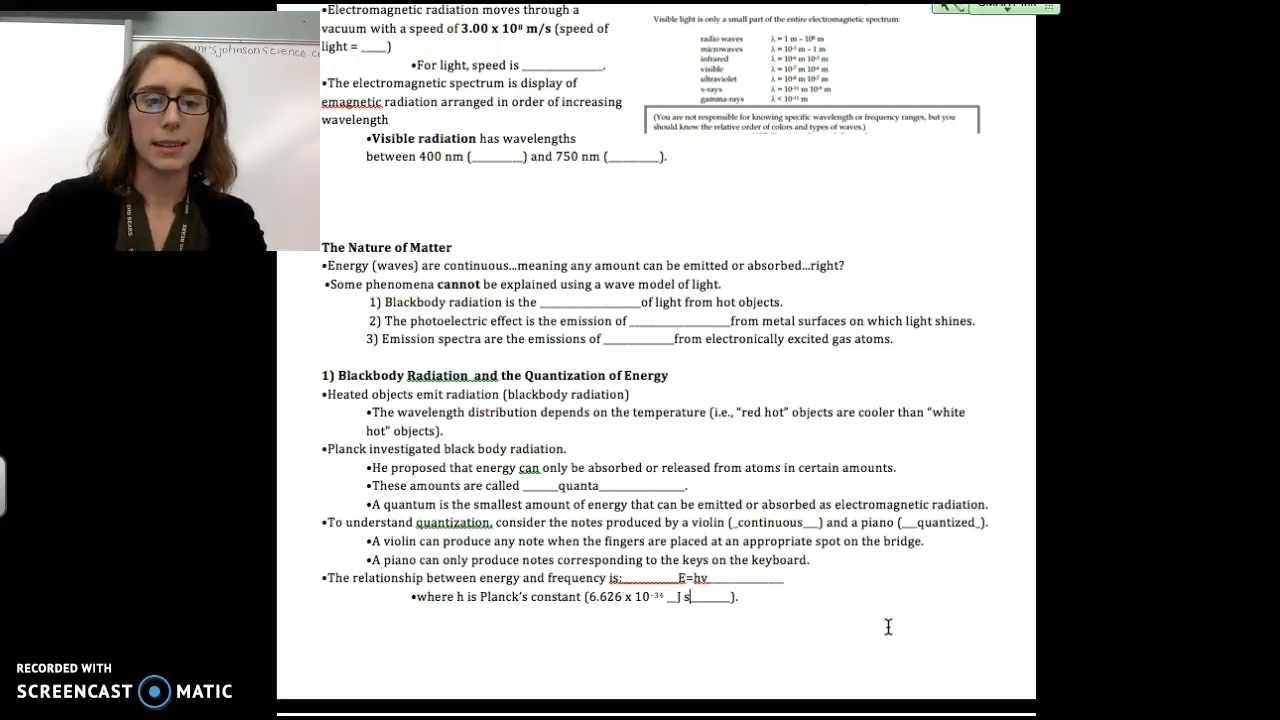 mrsjohnsonscience.co
SHS BEARS
•Electromagnetic radiation moves through a
vacuum with a speed of 3.00 x 10⁸ m/s (speed of
light = ____)
•For light, speed is _____________.
•The electromagnetic spectrum is display of
emagnetic radiation arranged in order of increasing
wavelength
•Visible radiation has wavelengths
between 400 nm (________) and 750 nm (________).
Visible light is only a small part of the entire electromagnetic spectrum:
radio waves λ = 1 m –
microwaves
infrared
visible
ultraviolet
x-rays
gamma-rays
(You are not responsible for knowing specific wavelength or frequency ranges, but you
should know the relative order of colors and types of waves.)
The Nature of Matter
•Energy (waves) are continuous...meaning any amount can be emitted or absorbed...right?
•Some phenomena cannot be explained using a wave model of light.
1) Blackbody radiation is the ________________of light from hot objects.
2) The photoelectric effect is the emission of ________________from metal surfaces on which light shines.
3) Emission spectra are the emissions of ___________from electronically excited gas atoms.
1) Blackbody Radiation and the Quantization of Energy
•Heated objects emit radiation (blackbody radiation)
•The wavelength distribution depends on the temperature (i.e., “red hot” objects are cooler than “white
hot” objects).
•Planck investigated black body radiation.
•He proposed that energy can only be absorbed or released from atoms in certain amounts.
•These amounts are called ______quanta______________.
•A quantum is the smallest amount of energy that can be emitted or absorbed as electromagnetic radiation.
•To understand quantization, consider the notes produced by a violin (_continuous__) and a piano (__quantized_).
•A violin can produce any note when the fingers are placed at an appropriate spot on the bridge.
•A piano can only produce notes corresponding to the keys on the keyboard.
•The relationship between energy and frequency is:_________E=hv____________
•where h is Planck’s constant (6.626 x 10⁻³⁴ _J s______).
RECORDED WITH
SCREENCAST MATIC